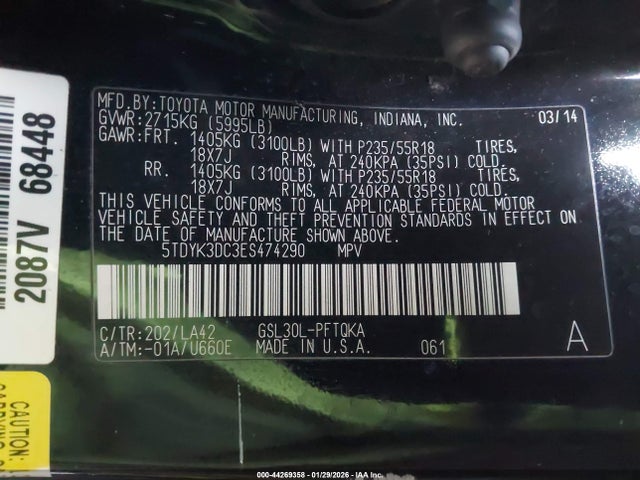 MFD.BY:TOYOTA MOTOR MANUFACTURING, INDIANA, INC. 03/14
GVWR:2715KG (5995LB)
GAWR:FRT. 1405KG (3100LB) WITH P235/55R18 TIRES,
18X7J RIMS, AT 240KPA (35PSI) COLD.
RR. 1405KG (3100LB) WITH P235/55R18 TIRES,
18X7J RIMS, AT 240KPA (35PSI) COLD.
THIS VEHICLE CONFORMS TO ALL APPLICABLE FEDERAL MOTOR
VEHICLE SAFETY AND THEFT PREVENTION STANDARDS IN EFFECT ON
THE DATE OF MANUFACTURE SHOWN ABOVE.
5TDYK3DC3ES474290 MPV
C/TR:202/LA42 GSL30L-PFTQKA
A/TM:-01A/U660E MADE IN U.S.A. 061 A
2087V 68448
CAUTION:
000-44269358 - 01/29/2026 - IAA Inc.